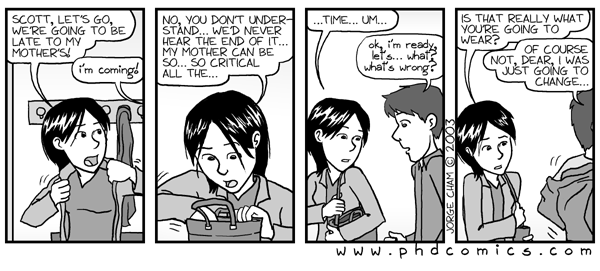 SCOTT, LET'S GO,
WE'RE GOING TO BE
LATE TO MY
MOTHER'S!
i'm coming!
NO, YOU DON'T UNDER-
STAND... WE'D NEVER
HEAR THE END OF IT...
MY MOTHER CAN BE
SO... SO CRITICAL
ALL THE...
...TIME... UM...
ok, i'm ready,
let's... what?
what's wrong?
JORGE CHAM © 2003
IS THAT REALLY WHAT
YOU'RE GOING TO
WEAR?
OF COURSE
NOT, DEAR, I WAS
JUST GOING TO
CHANGE...
www.phdcomics.com